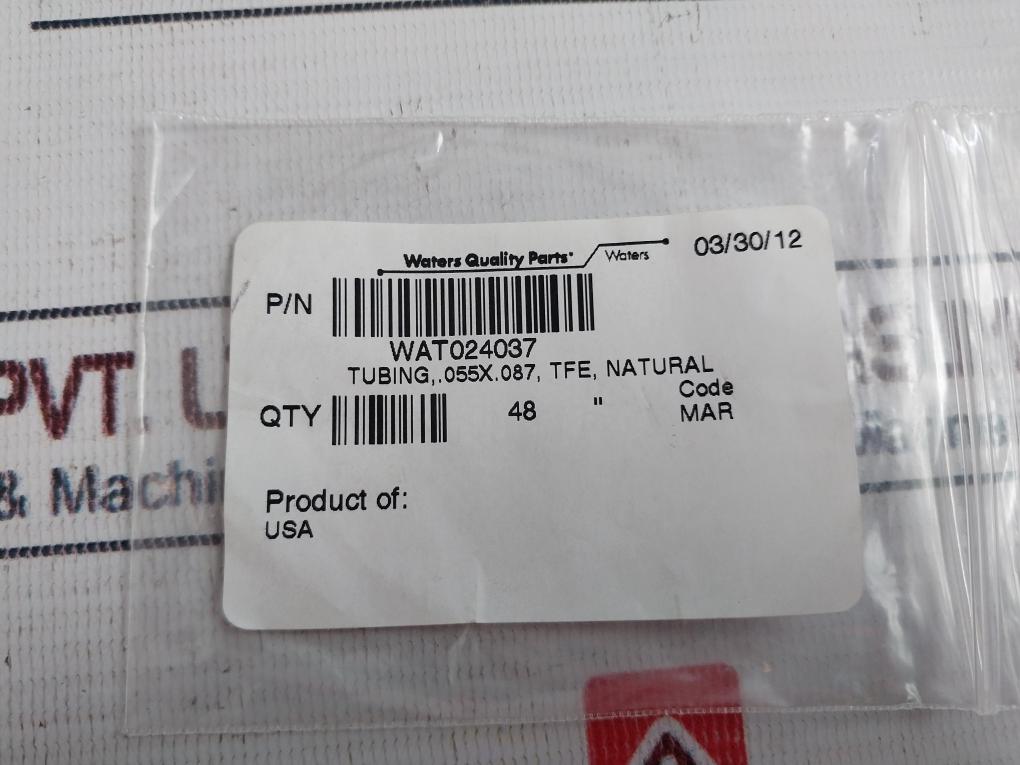 Waters Quality Parts Waters 03/30/12
P/N
WAT024037
TUBING,.055X.087, TFE, NATURAL
Code
QTY 48 " MAR
Product of:
USA
PVT.
& Machi